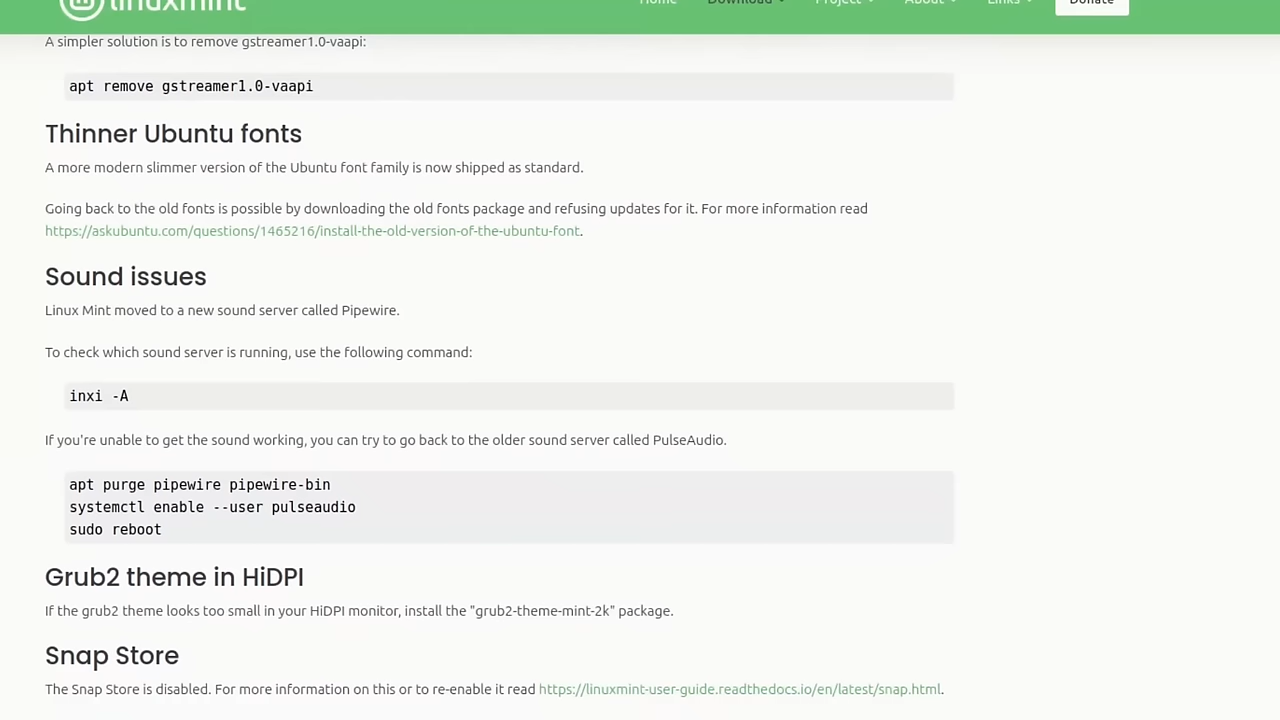 linuxmint
Home Download Project About Links Donate
A simpler solution is to remove gstreamer1.0-vaapi:
apt remove gstreamer1.0-vaapi
Thinner Ubuntu fonts
A more modern slimmer version of the Ubuntu font family is now shipped as standard.
Going back to the old fonts is possible by downloading the old fonts package and refusing updates for it. For more information read
https://askubuntu.com/questions/1465216/install-the-old-version-of-the-ubuntu-font.
Sound issues
Linux Mint moved to a new sound server called Pipewire.
To check which sound server is running, use the following command:
inxi -A
If you're unable to get the sound working, you can try to go back to the older sound server called PulseAudio.
apt purge pipewire pipewire-bin
systemctl enable --user pulseaudio
sudo reboot
Grub2 theme in HiDPI
If the grub2 theme looks too small in your HiDPI monitor, install the "grub2-theme-mint-2k" package.
Snap Store
The Snap Store is disabled. For more information on this or to re-enable it read https://linuxmint-user-guide.readthedocs.io/en/latest/snap.html.